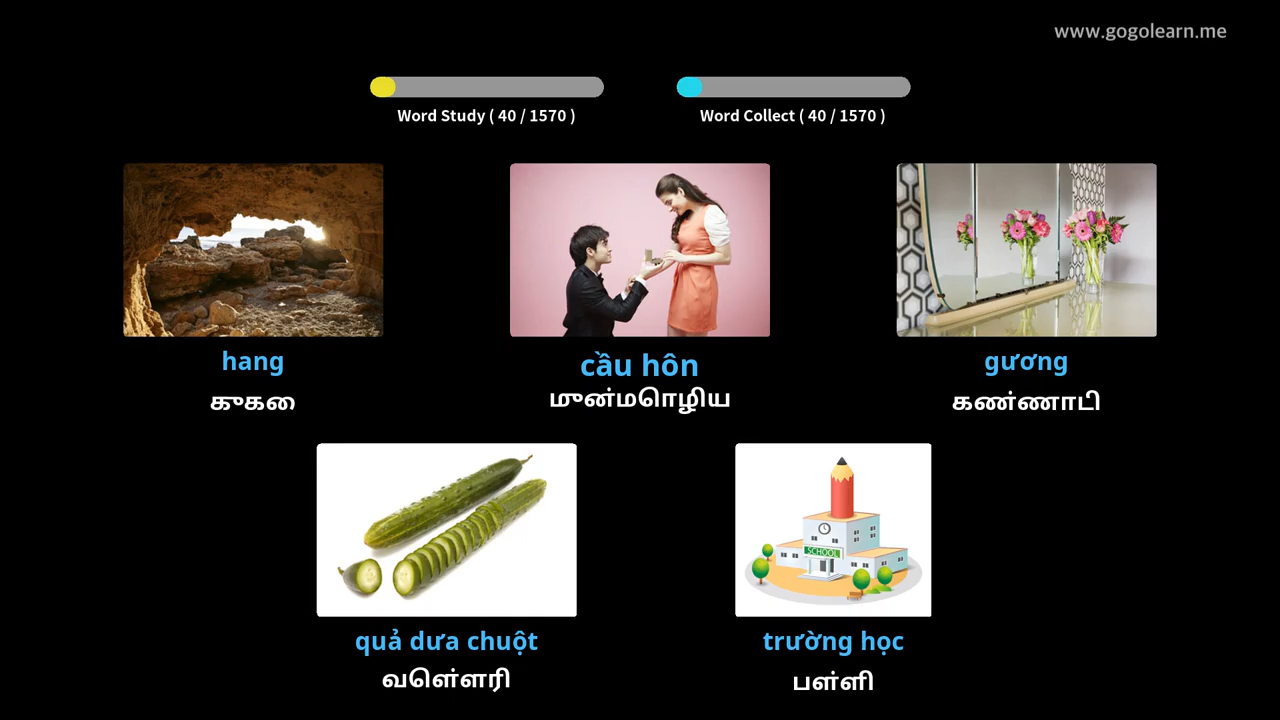 www.gogolearn.me
Word Study ( 40 / 1570 )
Word Collect ( 40 / 1570 )
hang
cầu hôn
gương
குகை
முன்மொழிய
கண்ணாடி
SCHOOL
quả dưa chuột
trường học
வெள்ளரி
பள்ளி